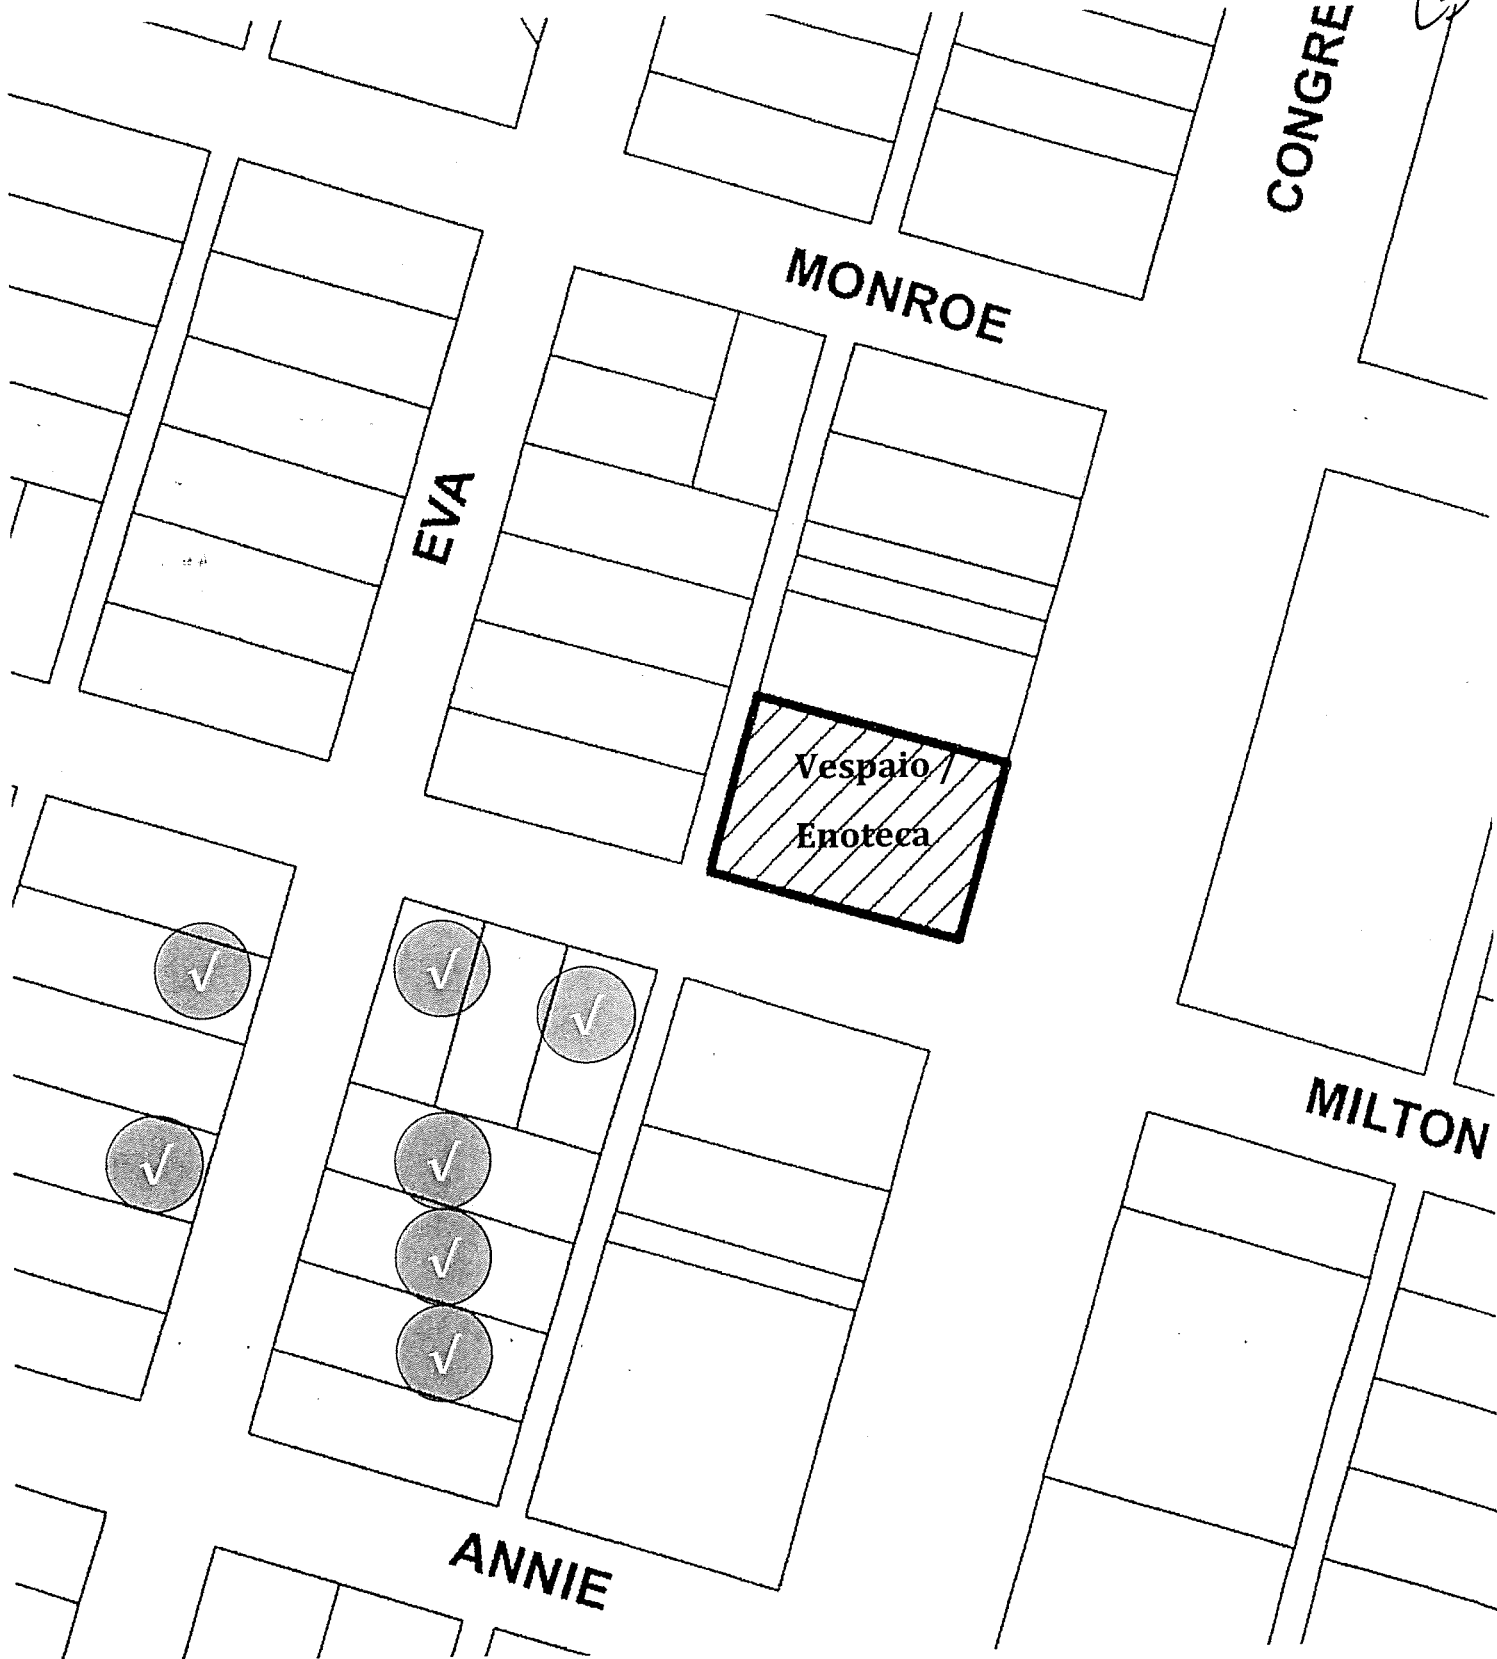 CONGRE
MONROE
EVA
Vespaio /
Enoteca
√
√
√
MILTON
√
√
√
√
ANNIE